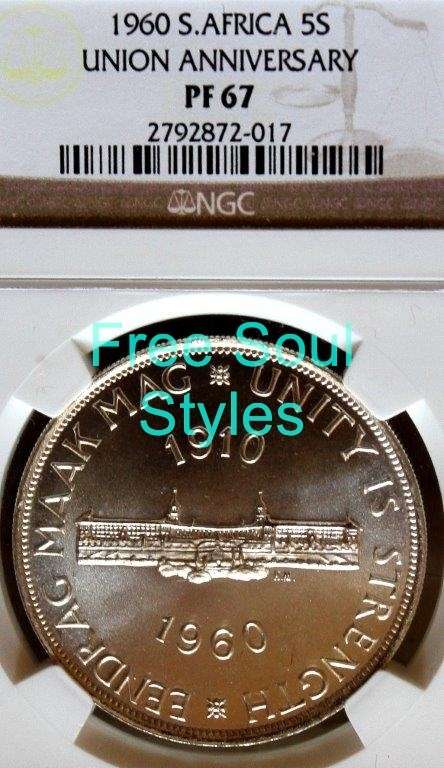 1960 S.AFRICA 5S
UNION ANNIVERSARY
PF 67
2792872-017
NGC
Free Soul
Styles
EENDRAG MAAK MAG ※ UNITY IS STRENGTH ※
1910
A.M.
1960